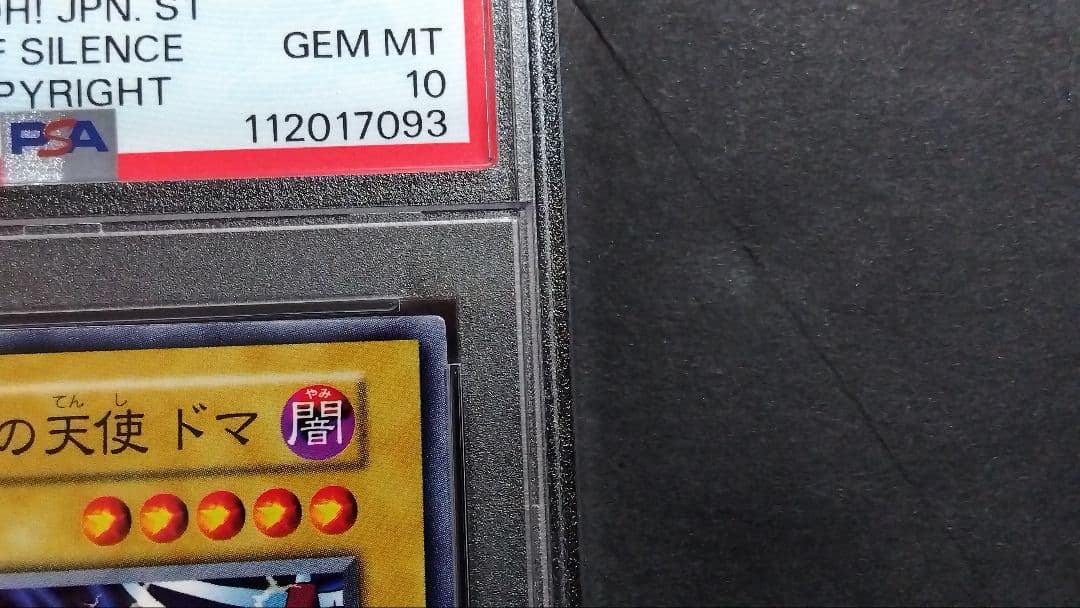 OH! JPN. ST
F SILENCE GEM MT
PYRIGHT 10
PSA 112017093
てん し やみ
の天使 ドマ 闇